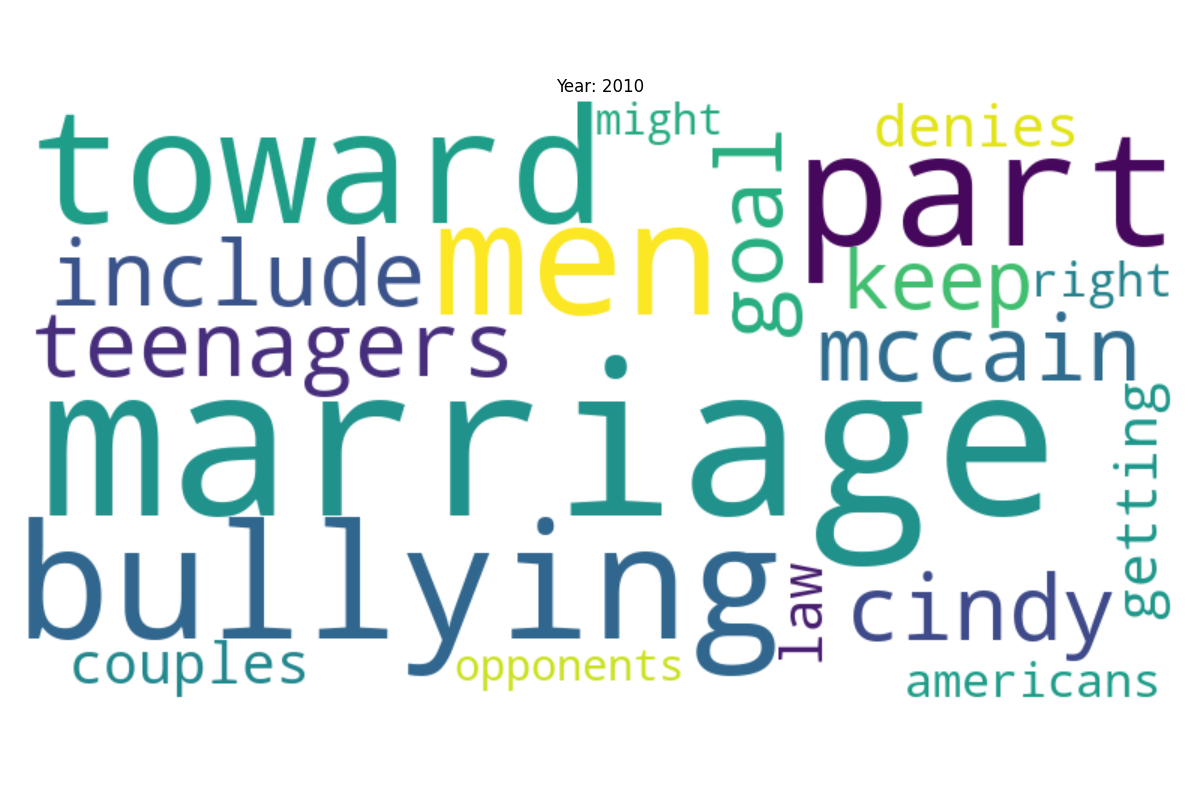 Year: 2010
toward
might
goal
denies
part
include
men
keep
right
teenagers
mccain
marriage
getting
bullying
law
cindy
couples
opponents
americans